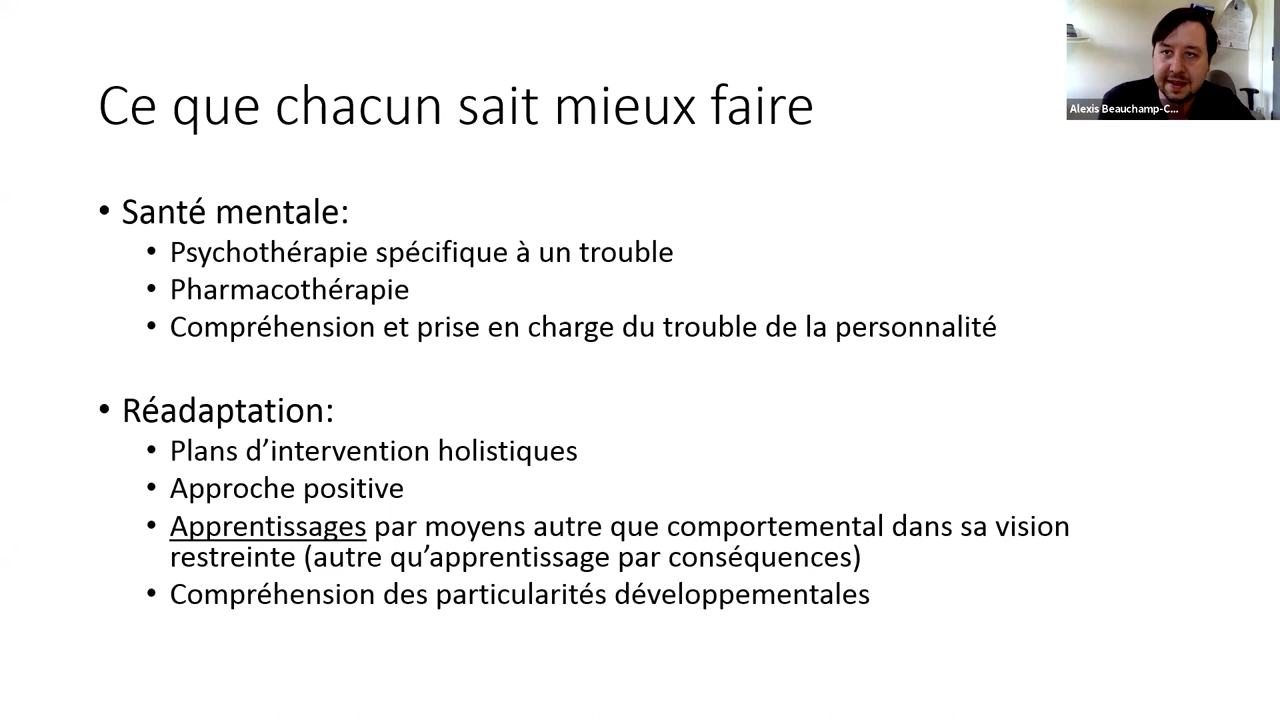 Ce que chacun sait mieux faire
Alexis Beauchamp-C...
• Santé mentale:
• Psychothérapie spécifique à un trouble
• Pharmacothérapie
• Compréhension et prise en charge du trouble de la personnalité
• Réadaptation:
• Plans d’intervention holistiques
• Approche positive
• Apprentissages par moyens autre que comportemental dans sa vision
restreinte (autre qu’apprentissage par conséquences)
• Compréhension des particularités développementales